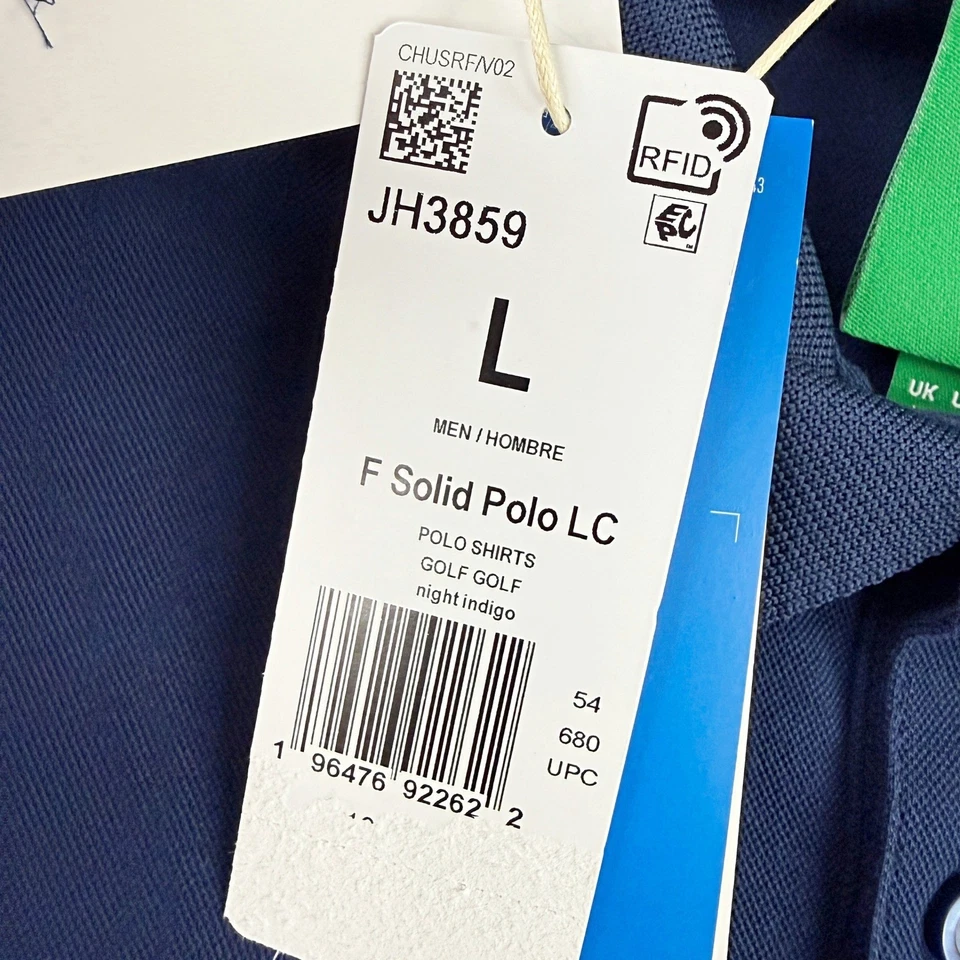 CHUSRF/V02
RFID
JH3859
EPC
L
MEN / HOMBRE
F Solid Polo LC
POLO SHIRTS
GOLF GOLF
night indigo
54
680
UPC
1 96476 92262 2
UK